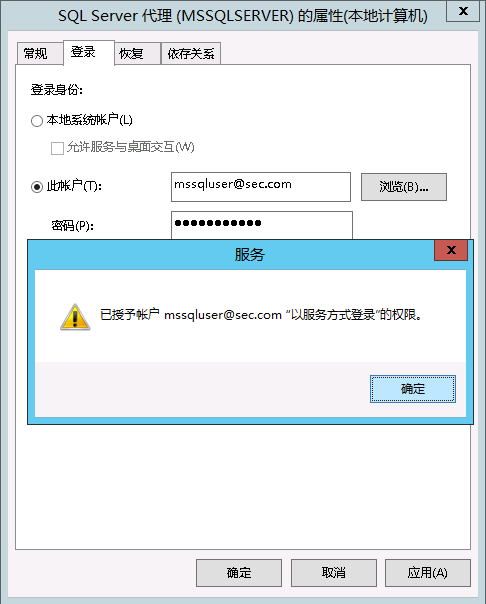 SQL Server 代理 (MSSQLSERVER) 的属性(本地计算机)
常规 登录 恢复 依存关系
登录身份:
本地系统帐户(L)
允许服务与桌面交互(W)
此帐户(T): mssqluser@sec.com 浏览(B)...
密码(P): ●●●●●●●●●●●
服务
已授予帐户 mssqluser@sec.com “以服务方式登录”的权限。
确定
确定 取消 应用(A)